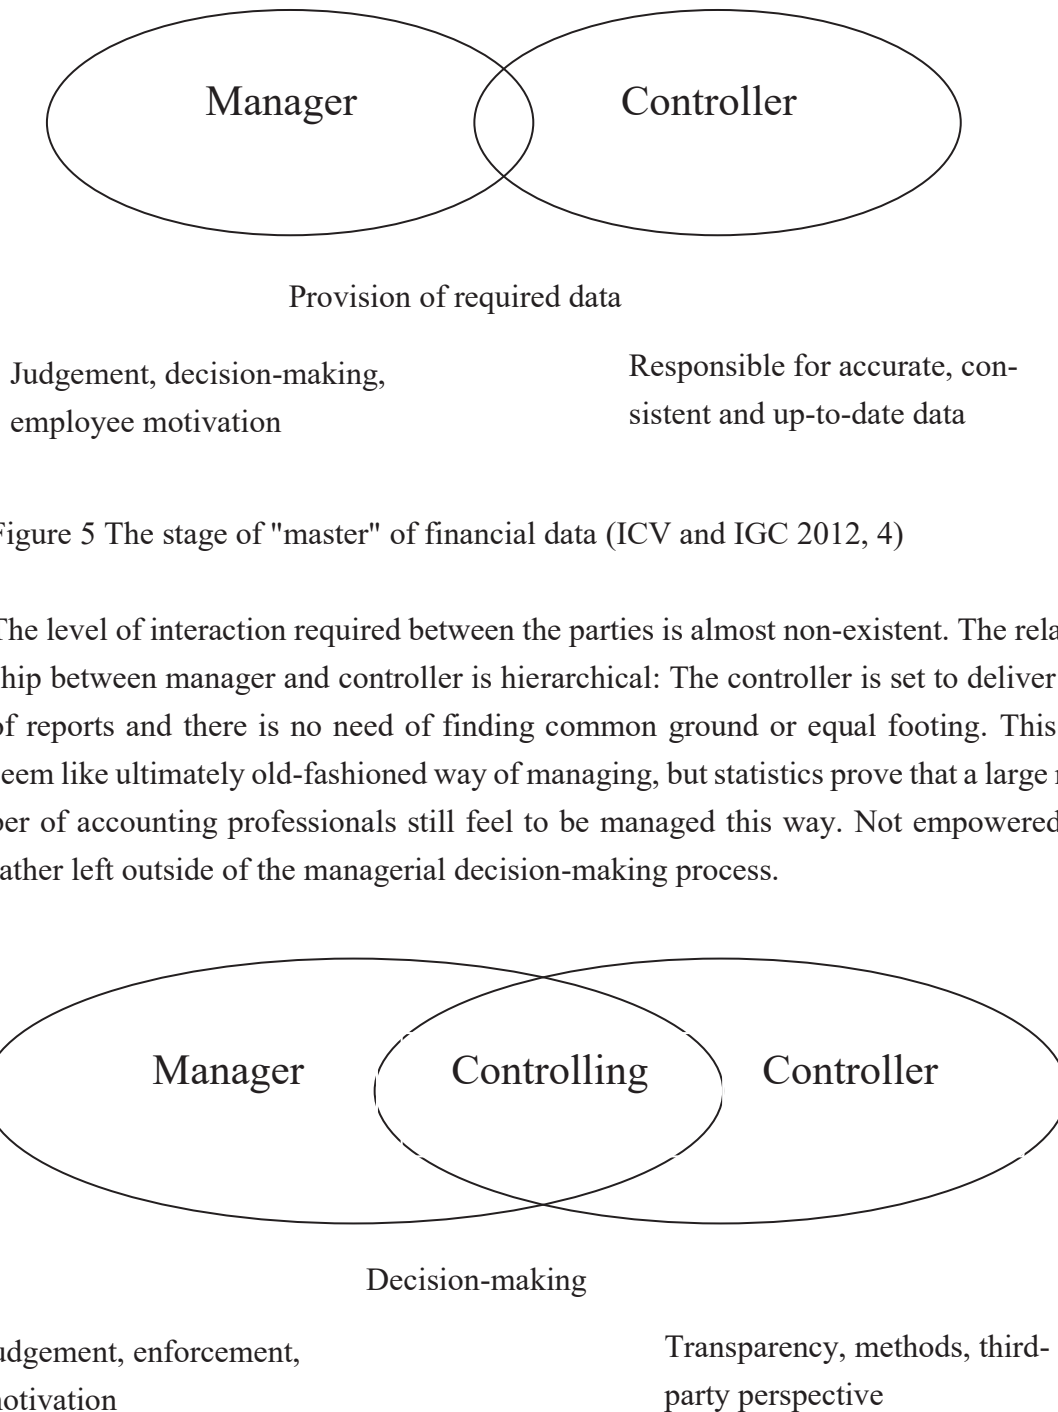 Manager Controller
Provision of required data
Judgement, decision-making,
employee motivation
Responsible for accurate, con-
sistent and up-to-date data
Figure 5 The stage of "master" of financial data (ICV and IGC 2012, 4)
The level of interaction required between the parties is almost non-existent. The rela
hip between manager and controller is hierarchical: The controller is set to deliver
of reports and there is no need of finding common ground or equal footing. This
eem like ultimately old-fashioned way of managing, but statistics prove that a large
ber of accounting professionals still feel to be managed this way. Not empowered
ather left outside of the managerial decision-making process.
Manager Controlling Controller
Decision-making
udgement, enforcement,
otivation
Transparency, methods, third-
party perspective